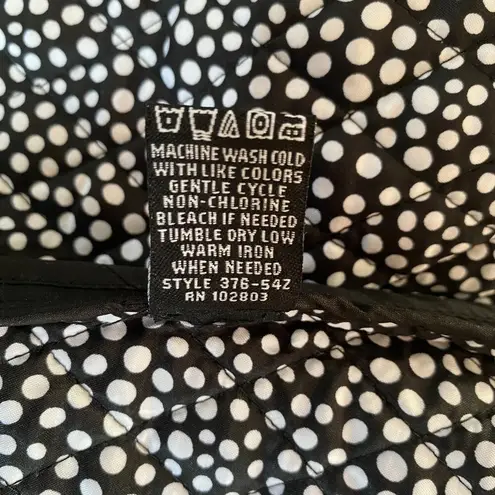 MACHINE WASH COLD
WITH LIKE COLORS
GENTLE CYCLE
NON-CHLORINE
BLEACH IF NEEDED
TUMBLE DRY LOW
WARM IRON
WHEN NEEDED
STYLE 376-54Z
RN 102803